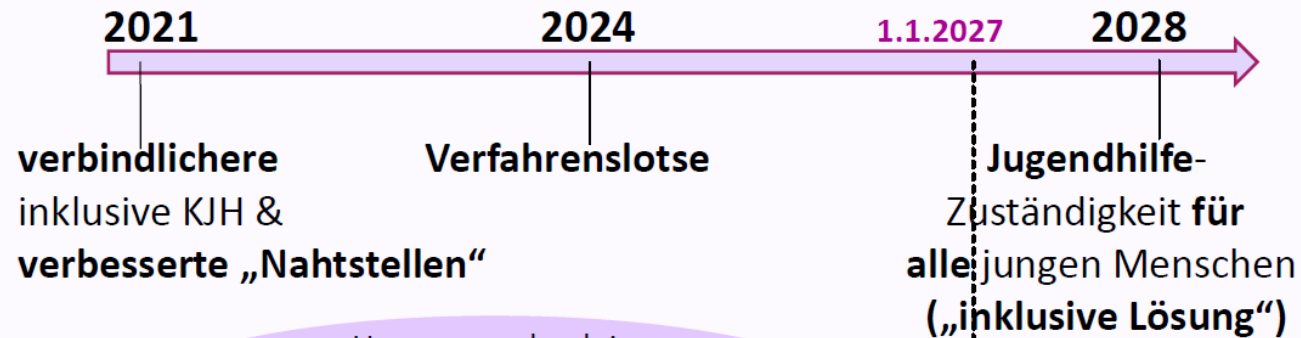 2021 2024 1.1.2027 2028
verbindlichere Verfahrenslotse Jugendhilfe-
inklusive KJH & Zuständigkeit für
verbesserte „Nahtstellen“ alle jungen Menschen
(„inklusive Lösung“)